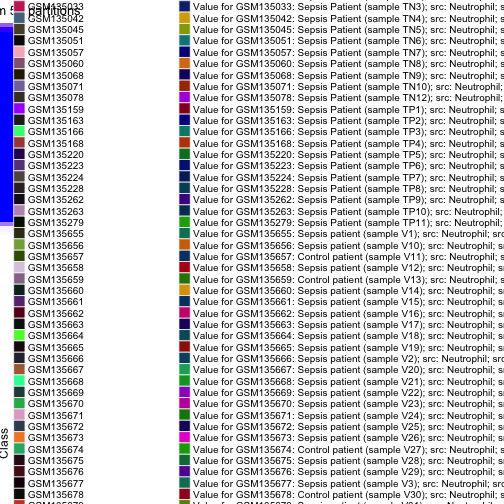 m 5 partitions
GSM135033 Value for GSM135033: Sepsis Patient (sample TN3); src: Neutrophil; s
GSM135042 Value for GSM135042: Sepsis Patient (sample TN4); src: Neutrophil; s
GSM135045 Value for GSM135045: Sepsis Patient (sample TN5); src: Neutrophil; s
GSM135051 Value for GSM135051: Sepsis Patient (sample TN6); src: Neutrophil; s
GSM135057 Value for GSM135057: Sepsis Patient (sample TN7); src: Neutrophil; s
GSM135060 Value for GSM135060: Sepsis Patient (sample TN8); src: Neutrophil; s
GSM135068 Value for GSM135068: Sepsis Patient (sample TN9); src: Neutrophil; s
GSM135071 Value for GSM135071: Sepsis Patient (sample TN10); src: Neutrophil;
GSM135078 Value for GSM135078: Sepsis Patient (sample TN12); src: Neutrophil;
GSM135159 Value for GSM135159: Sepsis Patient (sample TP1); src: Neutrophil; s
GSM135163 Value for GSM135163: Sepsis Patient (sample TP2); src: Neutrophil; s
GSM135166 Value for GSM135166: Sepsis Patient (sample TP3); src: Neutrophil; s
GSM135168 Value for GSM135168: Sepsis Patient (sample TP4); src: Neutrophil; s
GSM135220 Value for GSM135220: Sepsis Patient (sample TP5); src: Neutrophil; s
GSM135223 Value for GSM135223: Sepsis Patient (sample TP6); src: Neutrophil; s
GSM135224 Value for GSM135224: Sepsis Patient (sample TP7); src: Neutrophil; s
GSM135228 Value for GSM135228: Sepsis Patient (sample TP8); src: Neutrophil; s
GSM135262 Value for GSM135262: Sepsis Patient (sample TP9); src: Neutrophil; s
GSM135263 Value for GSM135263: Sepsis Patient (sample TP10); src: Neutrophil;
GSM135279 Value for GSM135279: Sepsis Patient (sample TP11); src: Neutrophil;
GSM135655 Value for GSM135655: Sepsis patient (sample V1); src: Neutrophil; src
GSM135656 Value for GSM135656: Sepsis patient (sample V10); src: Neutrophil; s
GSM135657 Value for GSM135657: Control patient (sample V11); src: Neutrophil; s
GSM135658 Value for GSM135658: Sepsis patient (sample V12); src: Neutrophil; s
GSM135659 Value for GSM135659: Control patient (sample V13); src: Neutrophil; s
GSM135660 Value for GSM135660: Sepsis patient (sample V14); src: Neutrophil; s
GSM135661 Value for GSM135661: Sepsis patient (sample V15); src: Neutrophil; s
GSM135662 Value for GSM135662: Sepsis patient (sample V16); src: Neutrophil; s
GSM135663 Value for GSM135663: Sepsis patient (sample V17); src: Neutrophil; s
GSM135664 Value for GSM135664: Sepsis patient (sample V18); src: Neutrophil; s
GSM135665 Value for GSM135665: Sepsis patient (sample V19); src: Neutrophil; s
GSM135666 Value for GSM135666: Sepsis patient (sample V2); src: Neutrophil; src
GSM135667 Value for GSM135667: Sepsis patient (sample V20); src: Neutrophil; s
GSM135668 Value for GSM135668: Sepsis patient (sample V21); src: Neutrophil; s
GSM135669 Value for GSM135669: Sepsis patient (sample V22); src: Neutrophil; s
GSM135670 Value for GSM135670: Sepsis patient (sample V23); src: Neutrophil; s
GSM135671 Value for GSM135671: Sepsis patient (sample V24); src: Neutrophil; s
GSM135672 Value for GSM135672: Sepsis patient (sample V25); src: Neutrophil; s
GSM135673 Value for GSM135673: Sepsis patient (sample V26); src: Neutrophil; s
GSM135674 Value for GSM135674: Control patient (sample V27); src: Neutrophil; s
GSM135675 Value for GSM135675: Sepsis patient (sample V28); src: Neutrophil; s
GSM135676 Value for GSM135676: Sepsis patient (sample V29); src: Neutrophil; s
GSM135677 Value for GSM135677: Sepsis patient (sample V3); src: Neutrophil; src
GSM135678 Value for GSM135678: Control patient (sample V30); src: Neutrophil; s
Class